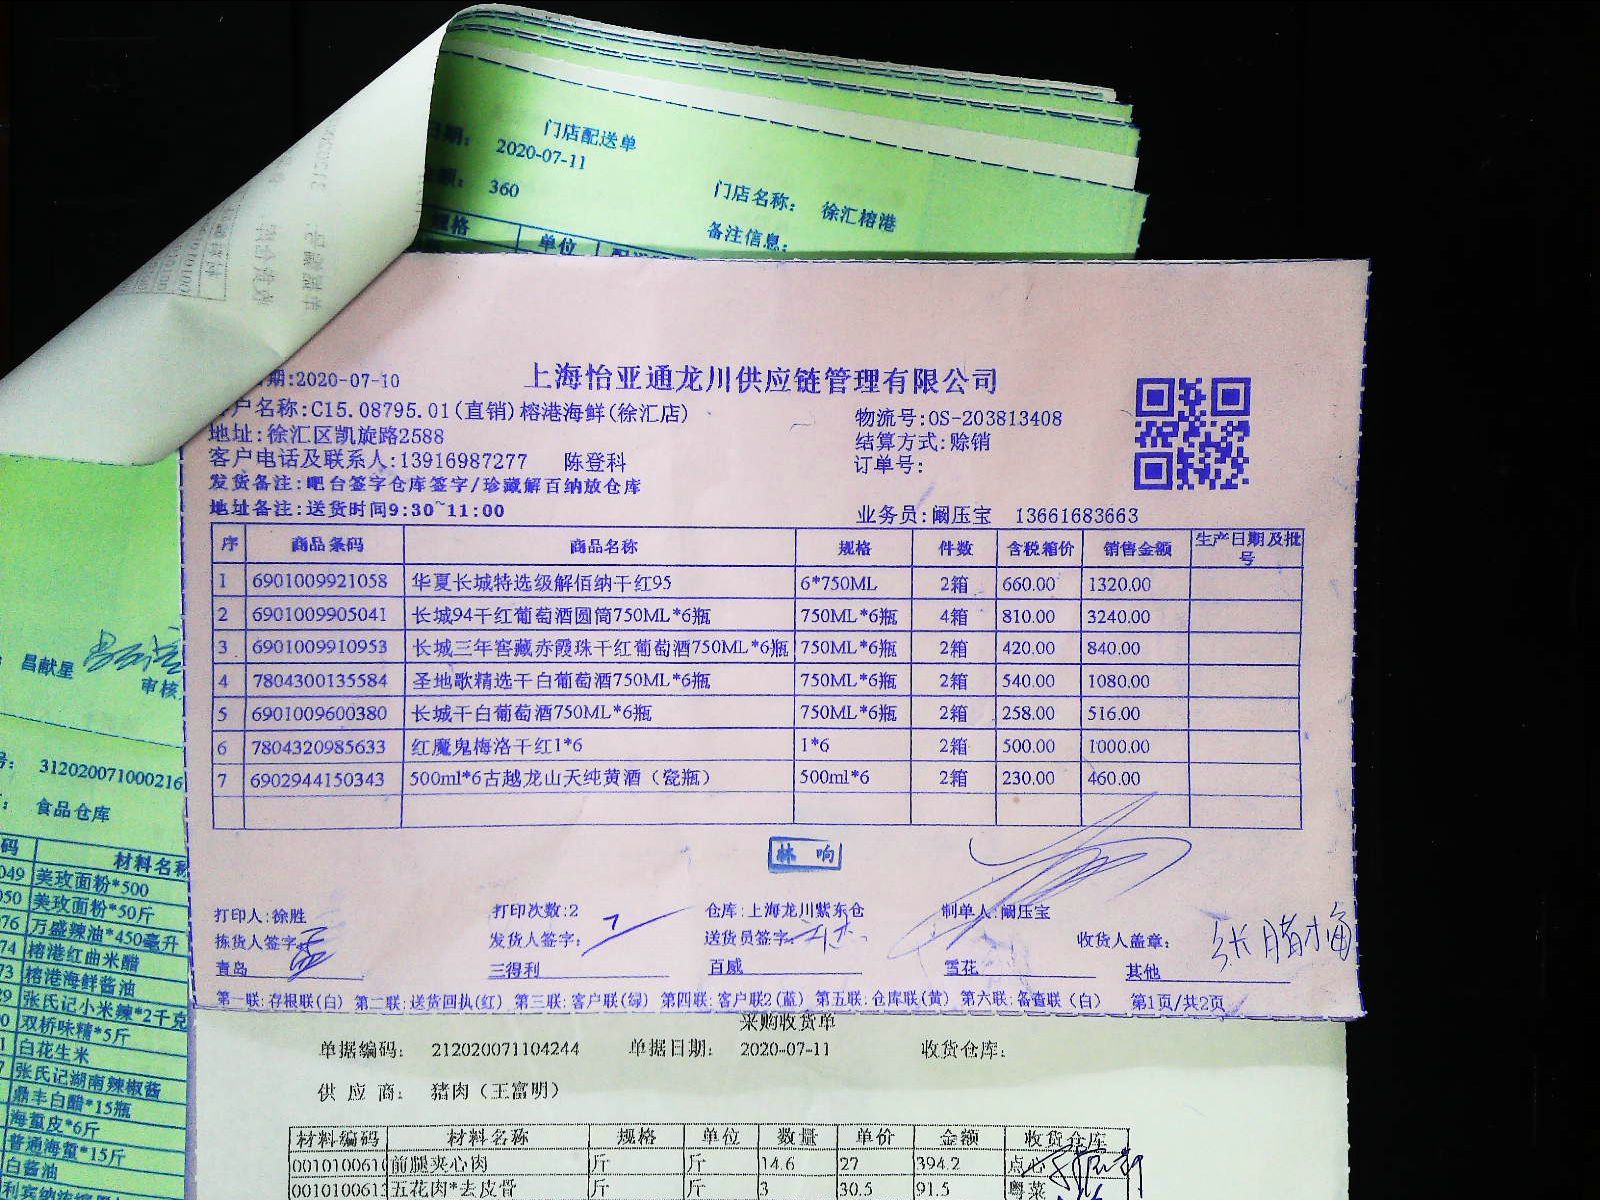 门店配送单
2020-07-11
360
门店名称： 徐汇榕港
备注信息：
规格 单位
期:2020-07-10 上海怡亚通龙川供应链管理有限公司
户名称:C15.08795.01(直销)榕港海鲜(徐汇店) 物流号:OS-203813408
地址:徐汇区凯旋路2588 结算方式:赊销
客户电话及联系人:13916987277 陈登科 订单号:
发货备注:吧台签字仓库签字/珍藏解百纳放仓库
地址备注:送货时间9:30~11:00 业务员:阚压宝 13661683663
序 商品条码 商品名称 规格 件数 含税箱价 销售金额 生产日期及批号
1 6901009921058 华夏长城特选级解佰纳干红95 6*750ML 2箱 660.00 1320.00
2 6901009905041 长城94干红葡萄酒圆筒750ML*6瓶 750ML*6瓶 4箱 810.00 3240.00
3 6901009910953 长城三年窖藏赤霞珠干红葡萄酒750ML*6瓶 750ML*6瓶 2箱 420.00 840.00
4 7804300135584 圣地歌精选干白葡萄酒750ML*6瓶 750ML*6瓶 2箱 540.00 1080.00
5 6901009600380 长城干白葡萄酒750ML*6瓶 750ML*6瓶 2箱 258.00 516.00
6 7804320985633 红魔鬼梅洛干红1*6 1*6 2箱 500.00 1000.00
7 6902944150343 500ml*6古越龙山天纯黄酒（瓷瓶） 500ml*6 2箱 230.00 460.00
林 响
打印人:徐胜 打印次数:2 仓库:上海龙川紫东仓 制单人:阚压宝
拣货人签字: 发货人签字: 送货员签字: 收货人盖章:
青岛 三得利 百威 雪花 其他
第一联:存根联(白) 第二联:送货回执(红) 第三联:客户联(绿) 第四联:客户联2(蓝) 第五联:仓库联(黄) 第六联:备查联（白） 第1页/共2页
昌献星
审核
312020071000216
食品仓库
码 材料名称
049 美玫面粉*500
050 美玫面粉*50斤
076 万盛辣油*450毫升
74 榕港红曲米醋
73 榕港海鲜酱油
29 张氏记小米辣*2千克
双桥味精*5斤
白花生米
张氏记湖南辣椒酱
鼎丰白醋*15瓶
海蜇皮*6斤
普通海蜇*15斤
白酱油
采购收货单
单据编码： 212020071104244 单据日期： 2020-07-11 收货仓库：
供 应 商： 猪肉（王富明）
材料编码 材料名称 规格 单位 数量 单价 金额 收货仓库
001010061 前腿夹心肉 斤 斤 14.6 27 394.2 点心
001010061 五花肉*去皮骨 斤 斤 3 30.5 91.5 粤菜